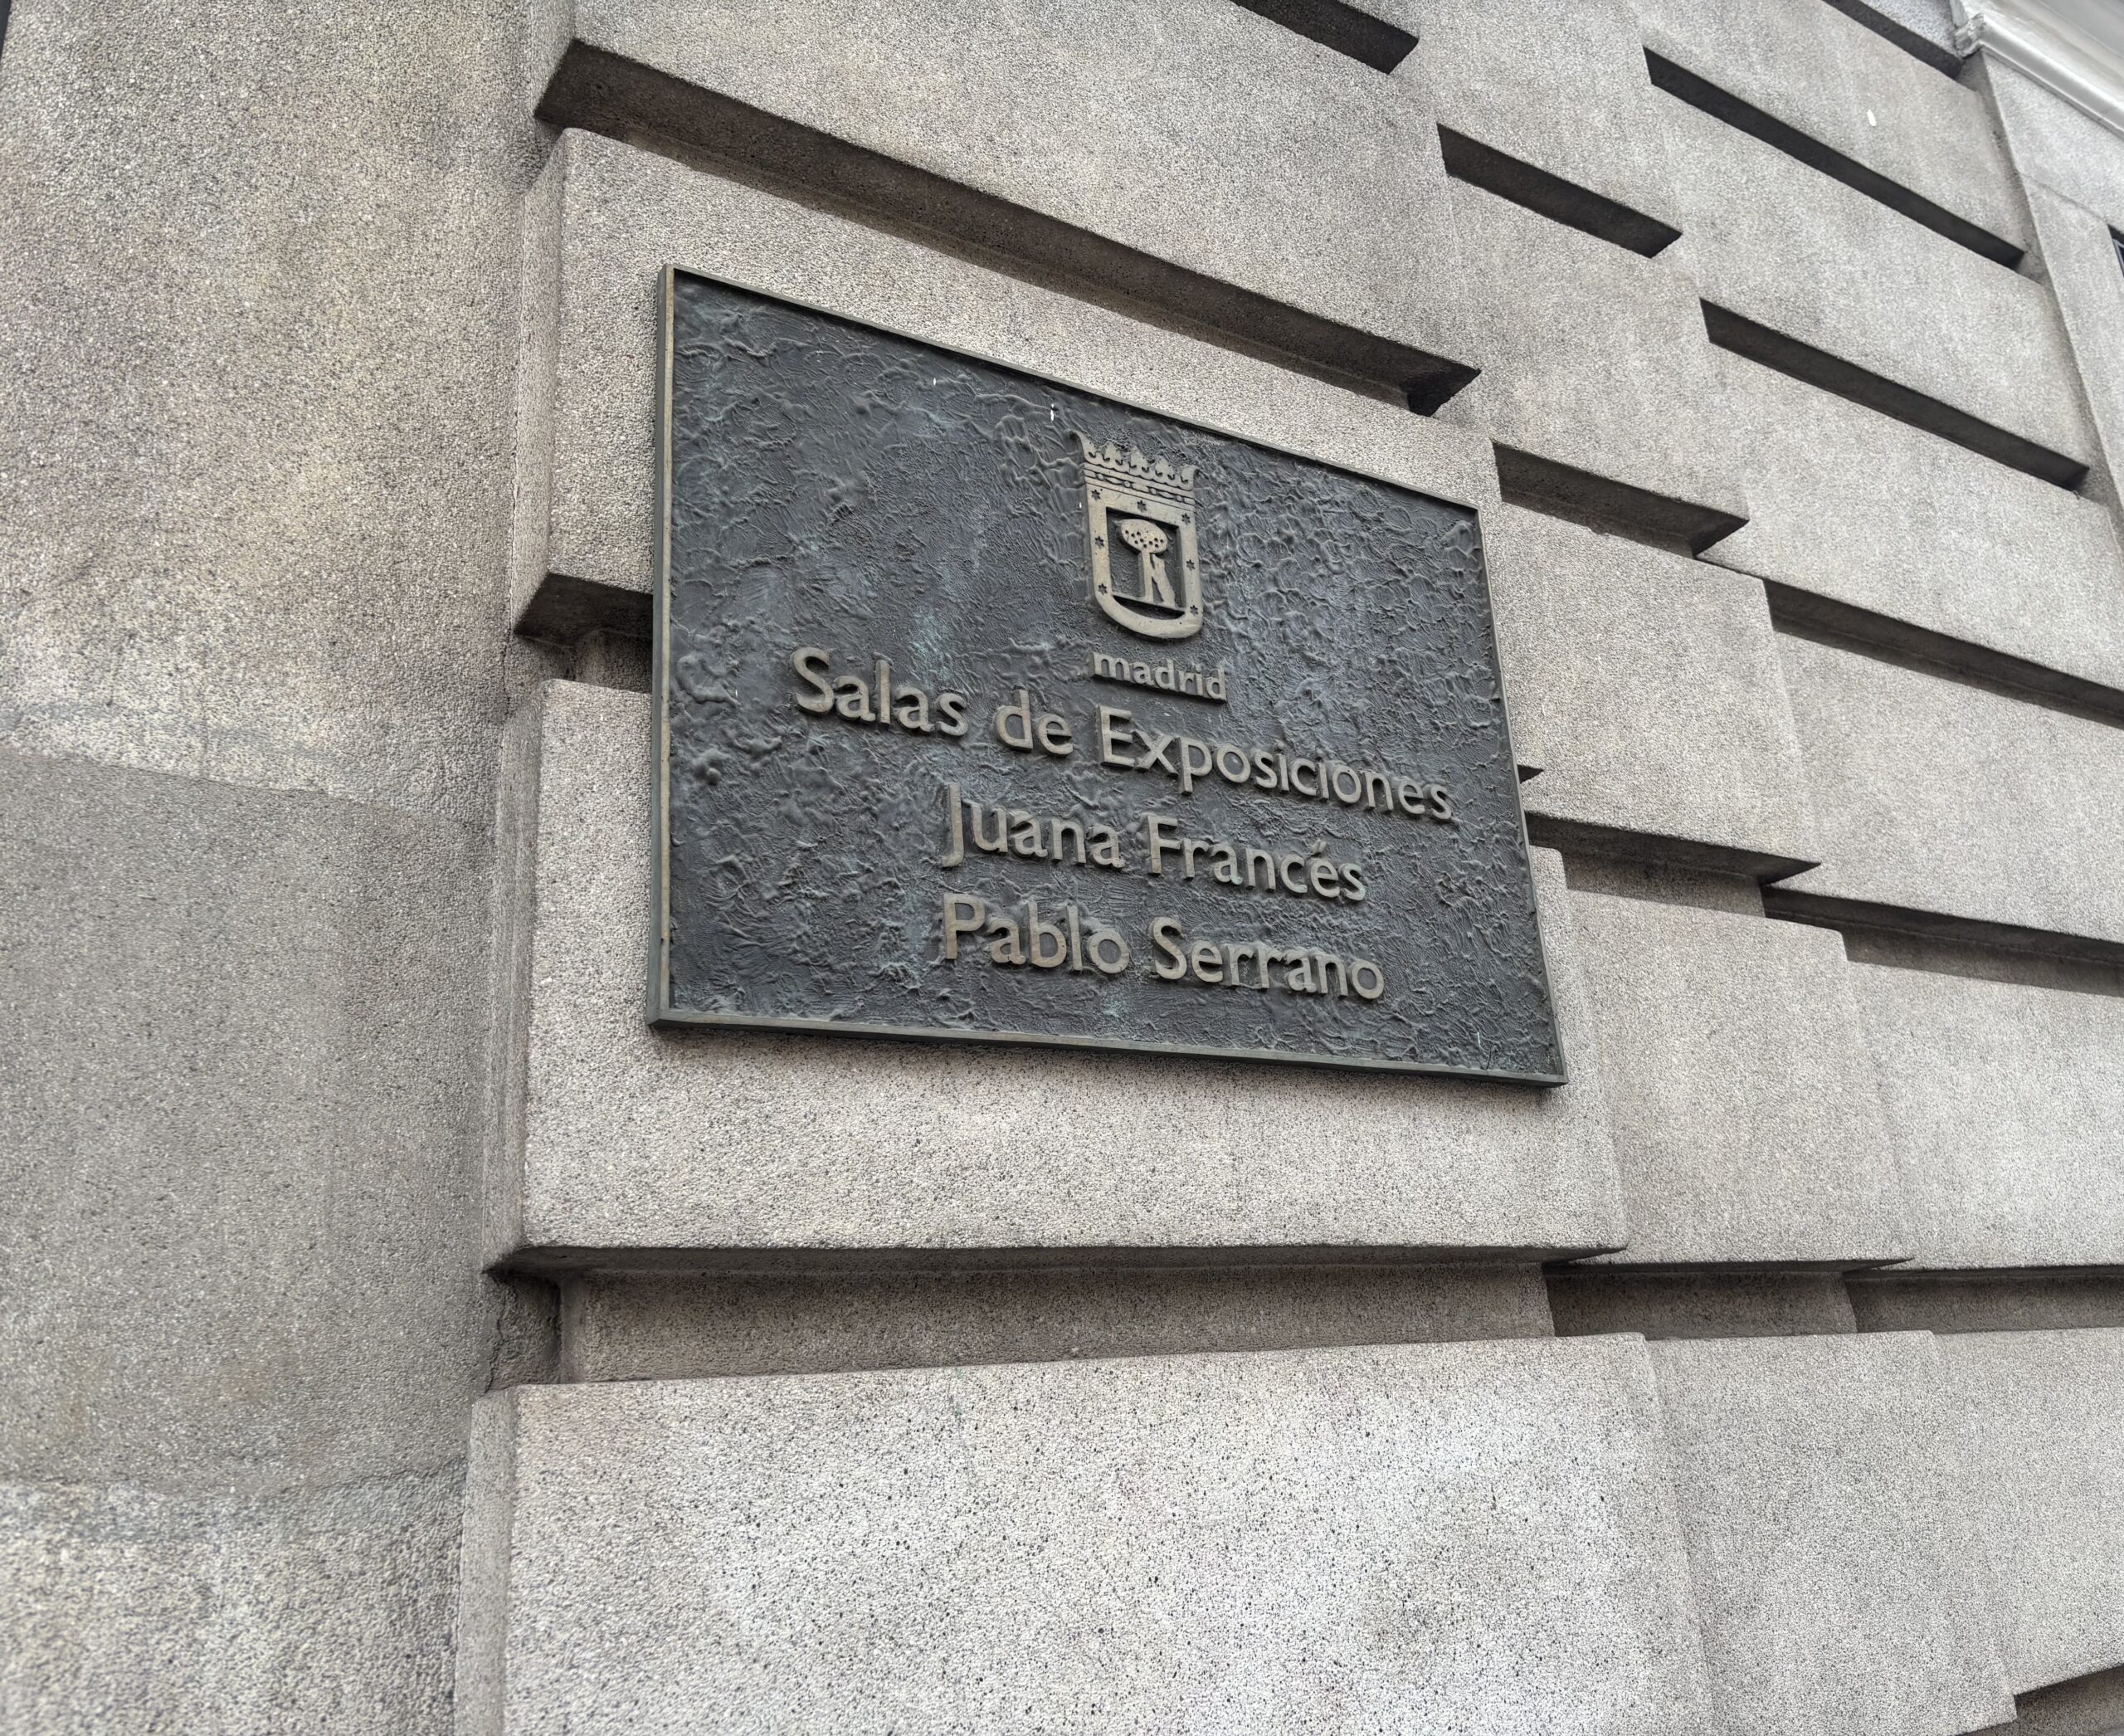 madrid
Salas de Exposiciones
Juana Francés
Pablo Serrano